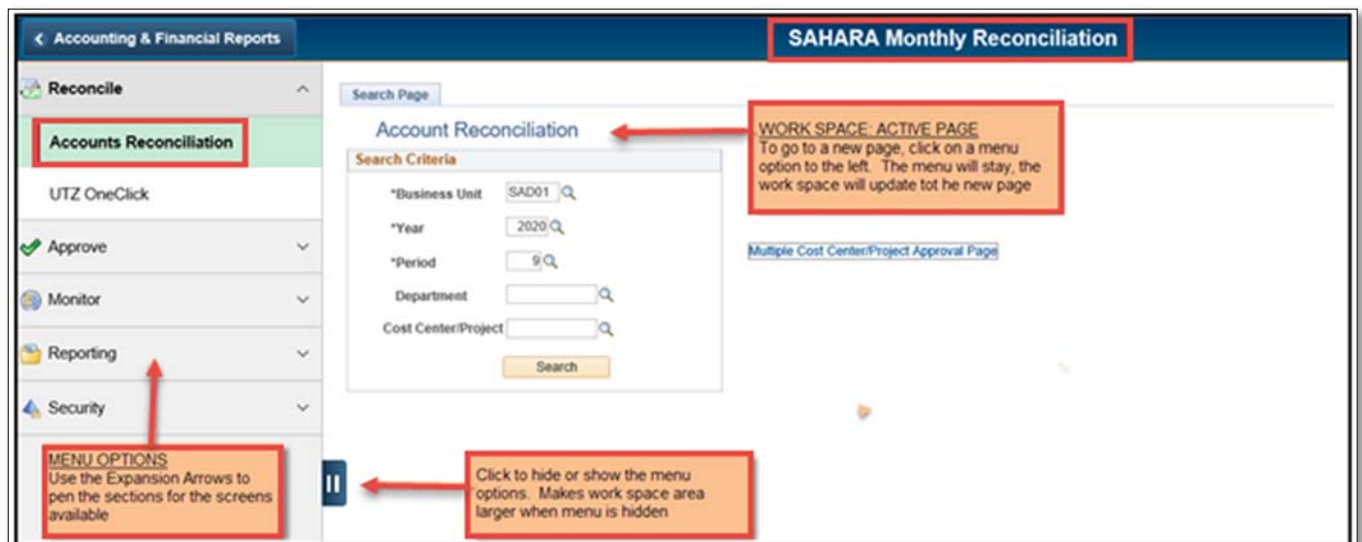 Accounting & Financial Reports
SAHARA Monthly Reconciliation
Reconcile
Accounts Reconciliation
UTZ OneClick
Approve
Monitor
Reporting
Security
MENU OPTIONS
Use the Expansion Arrows to
pen the sections for the screens
available
Search Page
Account Reconciliation
Search Criteria
*Business Unit SAD01
*Year 2020
*Period 9
Department
Cost Center/Project
Search
WORK SPACE: ACTIVE PAGE
To go to a new page, click on a menu
option to the left. The menu will stay, the
work space will update tot he new page
Multiple Cost Center/Project Approval Page
Click to hide or show the menu
options. Makes work space area
larger when menu is hidden